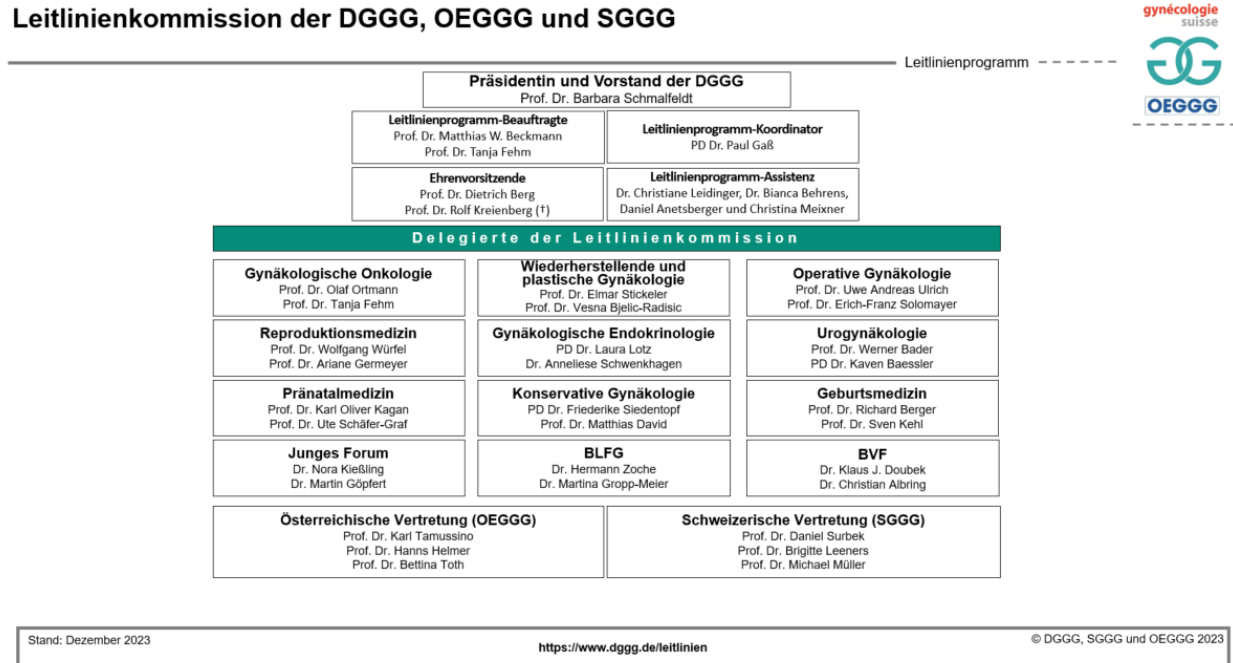 Leitlinienkommission der DGGG, OEGGG und SGGG
gynécologie
suisse
Leitlinienprogramm
OEGGG
Präsidentin und Vorstand der DGGG
Prof. Dr. Barbara Schmalfeldt
Leitlinienprogramm-Beauftragte
Prof. Dr. Matthias W. Beckmann
Prof. Dr. Tanja Fehm
Leitlinienprogramm-Koordinator
PD Dr. Paul Gaß
Ehrenvorsitzende
Prof. Dr. Dietrich Berg
Prof. Dr. Rolf Kreienberg (†)
Leitlinienprogramm-Assistenz
Dr. Christiane Leidinger, Dr. Bianca Behrens,
Daniel Anetsberger und Christina Meixner
Delegierte der Leitlinienkommission
Gynäkologische Onkologie
Prof. Dr. Olaf Ortmann
Prof. Dr. Tanja Fehm
Wiederherstellende und
plastische Gynäkologie
Prof. Dr. Elmar Stickeler
Prof. Dr. Vesna Bjelic-Radisic
Operative Gynäkologie
Prof. Dr. Uwe Andreas Ulrich
Prof. Dr. Erich-Franz Solomayer
Reproduktionsmedizin
Prof. Dr. Wolfgang Würfel
Prof. Dr. Ariane Germeyer
Gynäkologische Endokrinologie
PD Dr. Laura Lotz
Dr. Anneliese Schwenkhagen
Urogynäkologie
Prof. Dr. Werner Bader
PD Dr. Kaven Baessler
Pränatalmedizin
Prof. Dr. Karl Oliver Kagan
Prof. Dr. Ute Schäfer-Graf
Konservative Gynäkologie
PD Dr. Friederike Siedentopf
Prof. Dr. Matthias David
Geburtsmedizin
Prof. Dr. Richard Berger
Prof. Dr. Sven Kehl
Junges Forum
Dr. Nora Kießling
Dr. Martin Göpfert
BLFG
Dr. Hermann Zoche
Dr. Martina Gropp-Meier
BVF
Dr. Klaus J. Doubek
Dr. Christian Albring
Österreichische Vertretung (OEGGG)
Prof. Dr. Karl Tamussino
Prof. Dr. Hanns Helmer
Prof. Dr. Bettina Toth
Schweizerische Vertretung (SGGG)
Prof. Dr. Daniel Surbek
Prof. Dr. Brigitte Leeners
Prof. Dr. Michael Müller
Stand: Dezember 2023
https://www.dggg.de/leitlinien
© DGGG, SGGG und OEGGG 2023